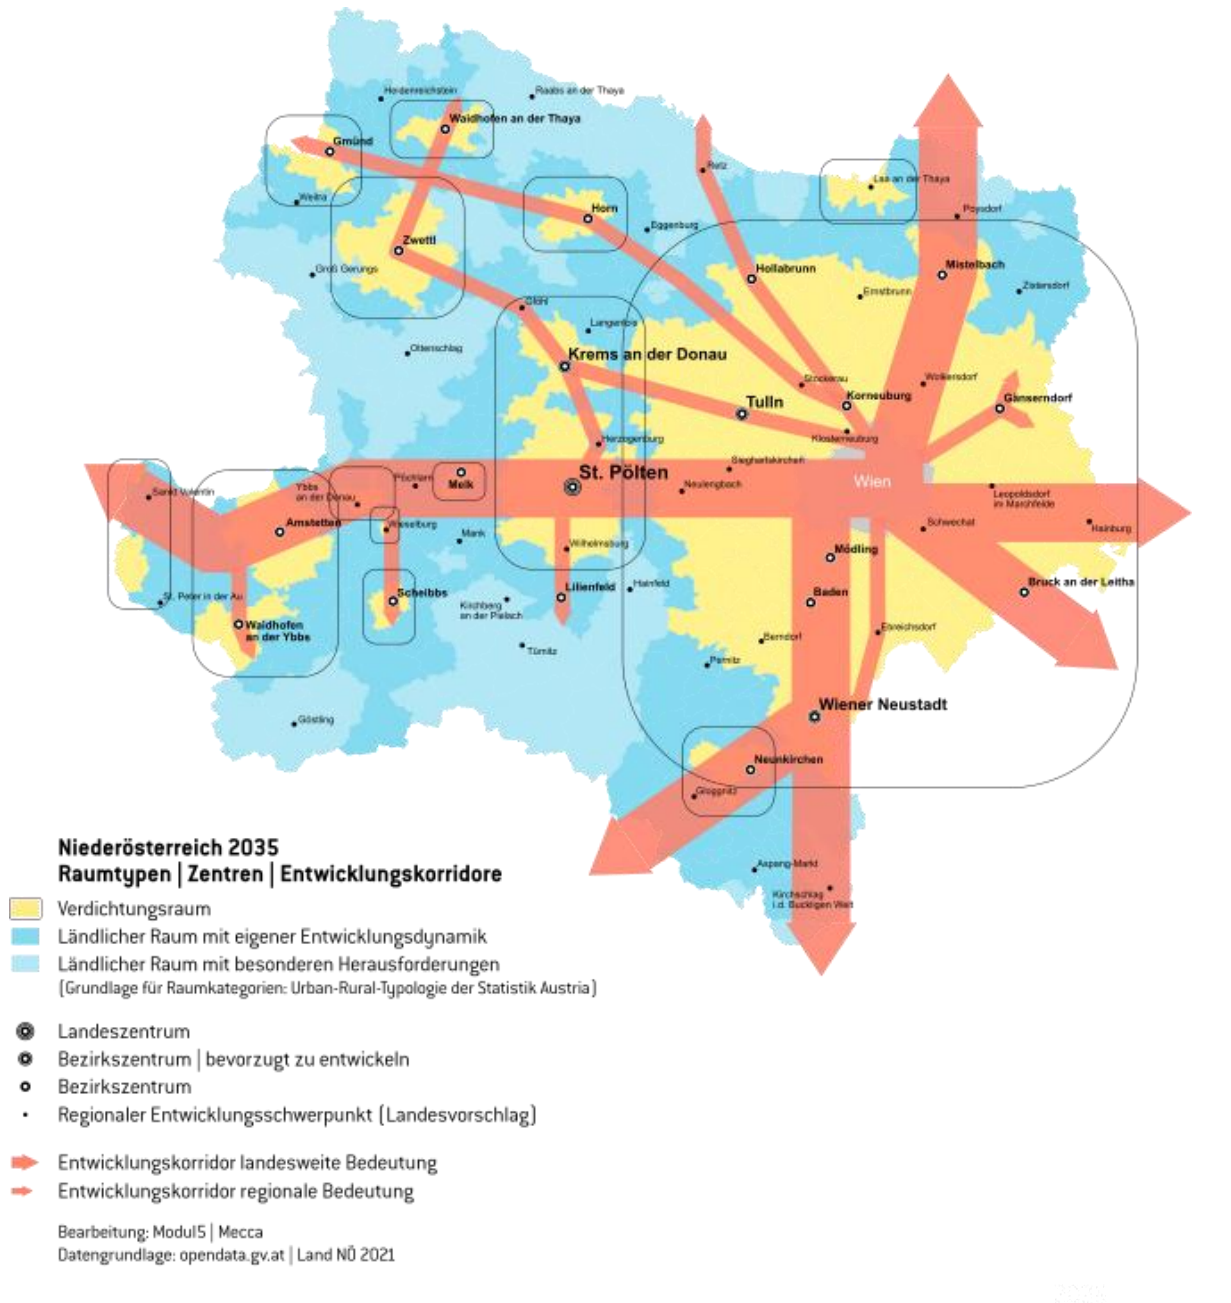 Heidenreichstein
Raabs an der Thaya
Waidhofen an der Thaya
Gmünd
Retz
Laa an der Thaya
Weitra
Horn
Poysdorf
Eggenburg
Zwettl
Groß Gerungs
Hollabrunn
Mistelbach
Ernstbrunn
Zistersdorf
Gföhl
Langenlois
Ottenschlag
Krems an der Donau
Stockerau
Wolkersdorf
Tulln
Korneuburg
Gänserndorf
Klosterneuburg
Herzogenburg
Sieghartskirchen
St. Pölten
Wien
Sankt Valentin
Ybbs
an der Donau
Pöchlarn
Melk
Neulengbach
Leopoldsdorf
im Marchfelde
Amstetten
Wieselburg
Mank
Schwechat
Hainburg
Wilhelmsburg
Mödling
St. Peter in der Au
Scheibbs
Lilienfeld
Hainfeld
Baden
Bruck an der Leitha
Kirchberg
an der Pielach
Waidhofen
an der Ybbs
Ebreichsdorf
Berndorf
Türnitz
Pernitz
Göstling
Wiener Neustadt
Neunkirchen
Gloggnitz
Aspang-Markt
Kirchschlag
i.d. Buckligen Welt
Niederösterreich 2035
Raumtypen | Zentren | Entwicklungskorridore
Verdichtungsraum
Ländlicher Raum mit eigener Entwicklungsdynamik
Ländlicher Raum mit besonderen Herausforderungen
(Grundlage für Raumkategorien: Urban-Rural-Typologie der Statistik Austria)
Landeszentrum
Bezirkszentrum | bevorzugt zu entwickeln
Bezirkszentrum
Regionaler Entwicklungsschwerpunkt (Landesvorschlag)
Entwicklungskorridor landesweite Bedeutung
Entwicklungskorridor regionale Bedeutung
Bearbeitung: Modul5 | Mecca
Datengrundlage: opendata.gv.at | Land NÖ 2021